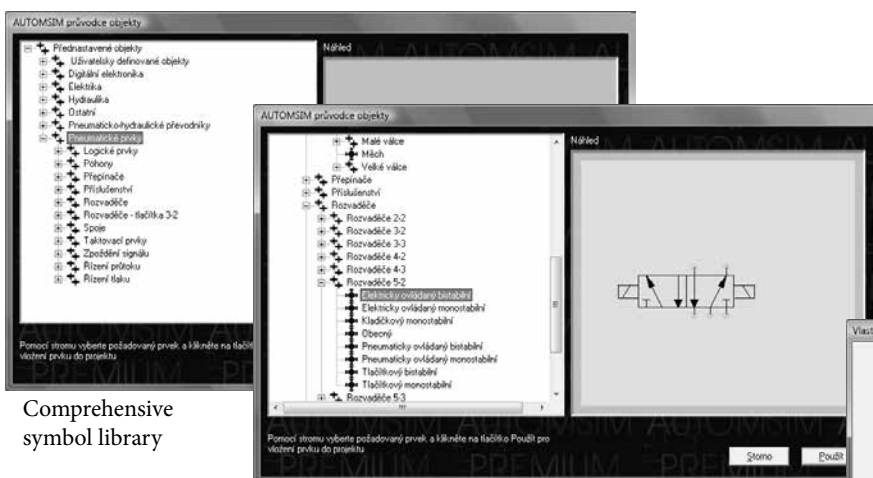 AUTOMSIM průvodce objekty
Přednastavené objekty
Uživatelsky definované objekty
Digitální elektronika
Elektrika
Hydraulika
Ostatní
Pneumaticko-hydraulické převodníky
Pneumatické prvky
Logické prvky
Pohony
Přepínače
Příslušenství
Rozvaděče
Rozvaděče - tlačítka 3-2
Spoje
Taktovací prvky
Zpoždění signálu
Řízení průtoku
Řízení tlaku
Náhled
Pomocí stromu vyberte požadovaný prvek a klikněte na tlačít
vložení prvku do projektu
AUTOMSIM průvodce objekty
Malé válce
Měch
Velké válce
Přepínače
Příslušenství
Rozvaděče
Rozvaděče 2-2
Rozvaděče 3-2
Rozvaděče 3-3
Rozvaděče 4-2
Rozvaděče 4-3
Rozvaděče 5-2
Elektricky ovládaný bistabilní
Elektricky ovládaný monostabilní
Kladičkový monostabilní
Obecný
Pneumaticky ovládaný bistabilní
Pneumaticky ovládaný monostabilní
Tlačítkový bistabilní
Tlačítkový monostabilní
Rozvaděče 5-3
Náhled
Pomocí stromu vyberte požadovaný prvek a klikněte na tlačítko Použít pro
vložení prvku do projektu
Storno
Použít
Vlast
Comprehensive
symbol library